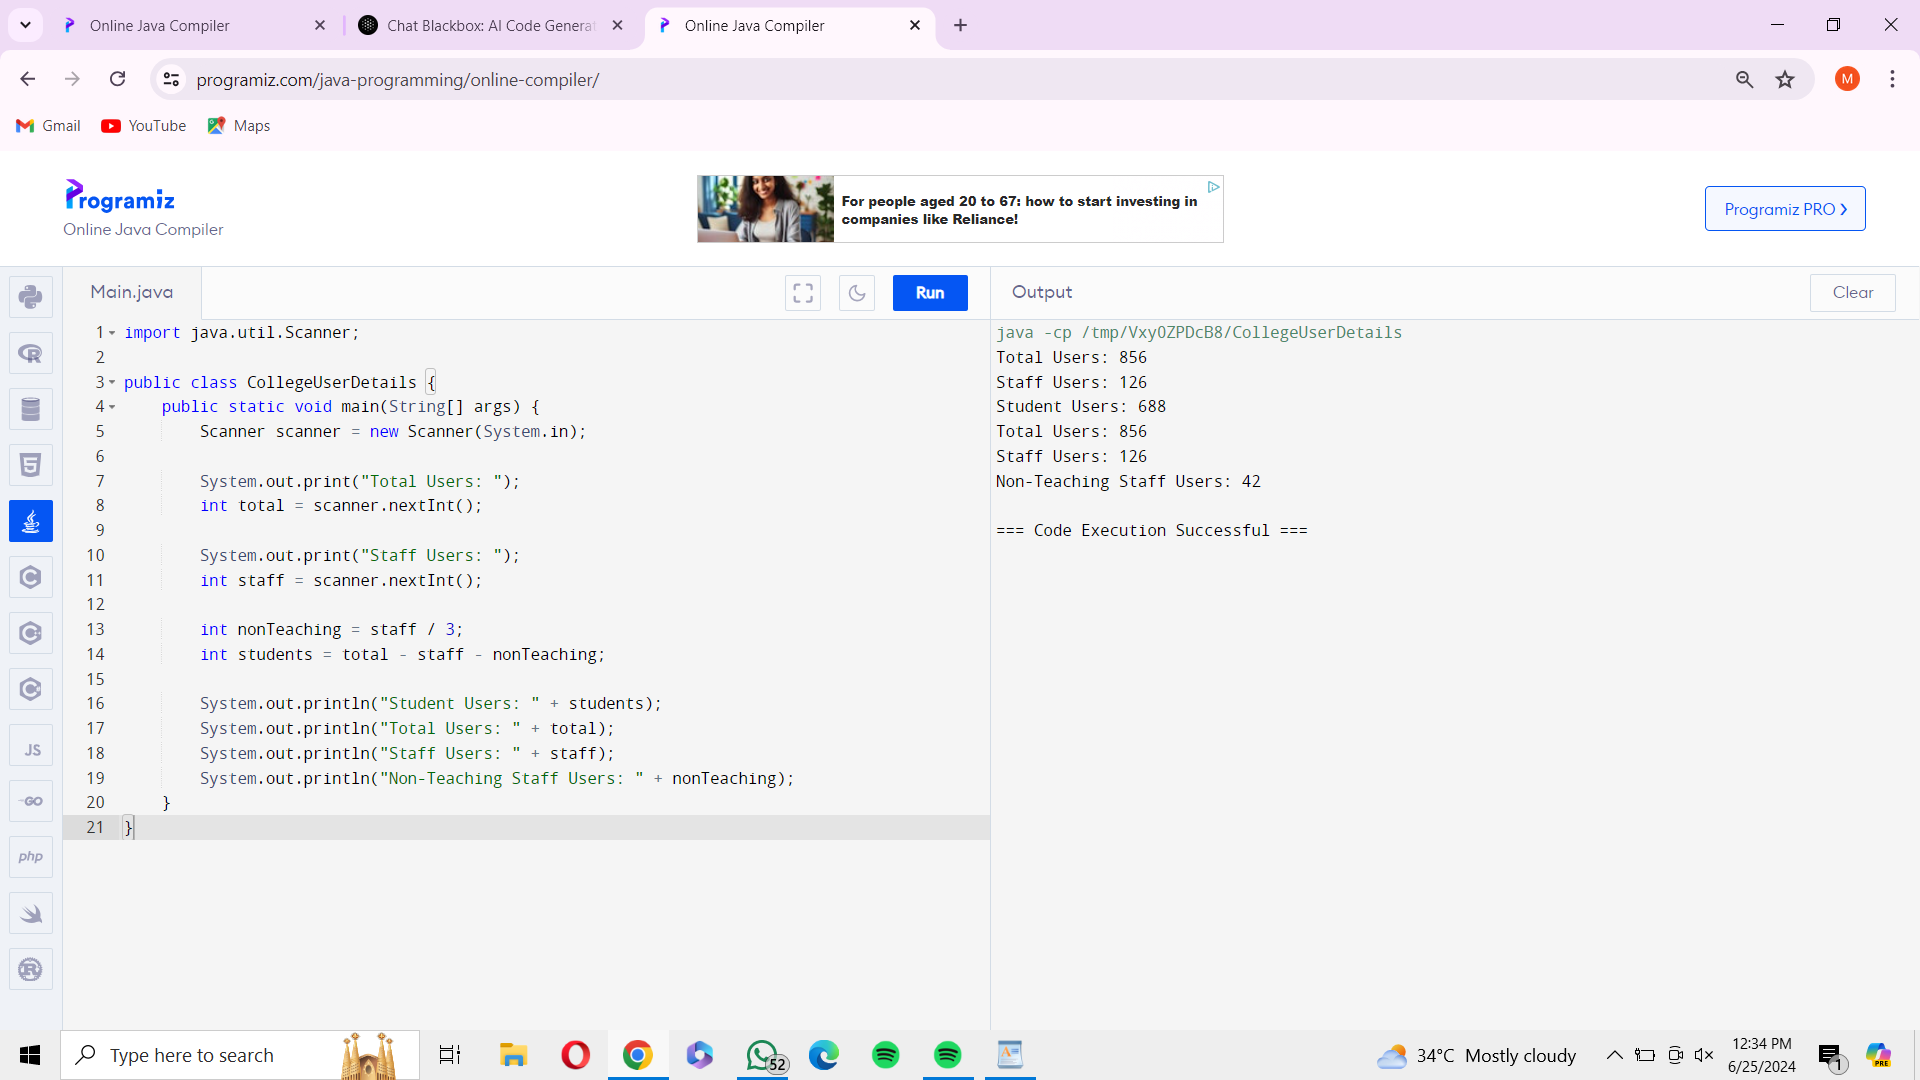 Online Java Compiler
Chat Blackbox: AI Code Generat
Online Java Compiler
programiz.com/java-programming/online-compiler/
M
Gmail
YouTube
Maps
Programiz
Online Java Compiler
For people aged 20 to 67: how to start investing in
companies like Reliance!
Programiz PRO ›
Main.java
Run
Output
Clear
1 import java.util.Scanner;
2
3 public class CollegeUserDetails {
4 public static void main(String[] args) {
5 Scanner scanner = new Scanner(System.in);
6
7 System.out.print("Total Users: ");
8 int total = scanner.nextInt();
9
10 System.out.print("Staff Users: ");
11 int staff = scanner.nextInt();
12
13 int nonTeaching = staff / 3;
14 int students = total - staff - nonTeaching;
15
16 System.out.println("Student Users: " + students);
17 System.out.println("Total Users: " + total);
18 System.out.println("Staff Users: " + staff);
19 System.out.println("Non-Teaching Staff Users: " + nonTeaching);
20 }
21 }
java -cp /tmp/VxyOZPDcB8/CollegeUserDetails
Total Users: 856
Staff Users: 126
Student Users: 688
Total Users: 856
Staff Users: 126
Non-Teaching Staff Users: 42
=== Code Execution Successful ===
R
5
C
C
C
JS
GO
php
R
Type here to search
52
34°C Mostly cloudy
12:34 PM
6/25/2024
1
PRE